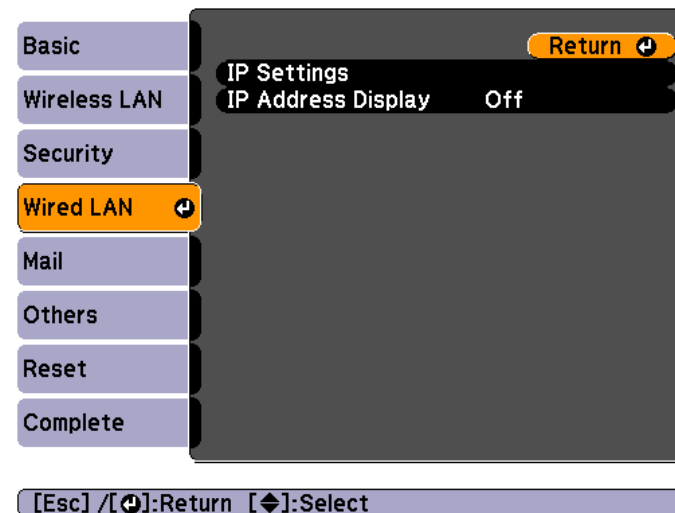 Basic
Wireless LAN
Security
Wired LAN
Mail
Others
Reset
Complete
Return
IP Settings
IP Address Display Off
[Esc] /[⏎]:Return [◆]:Select